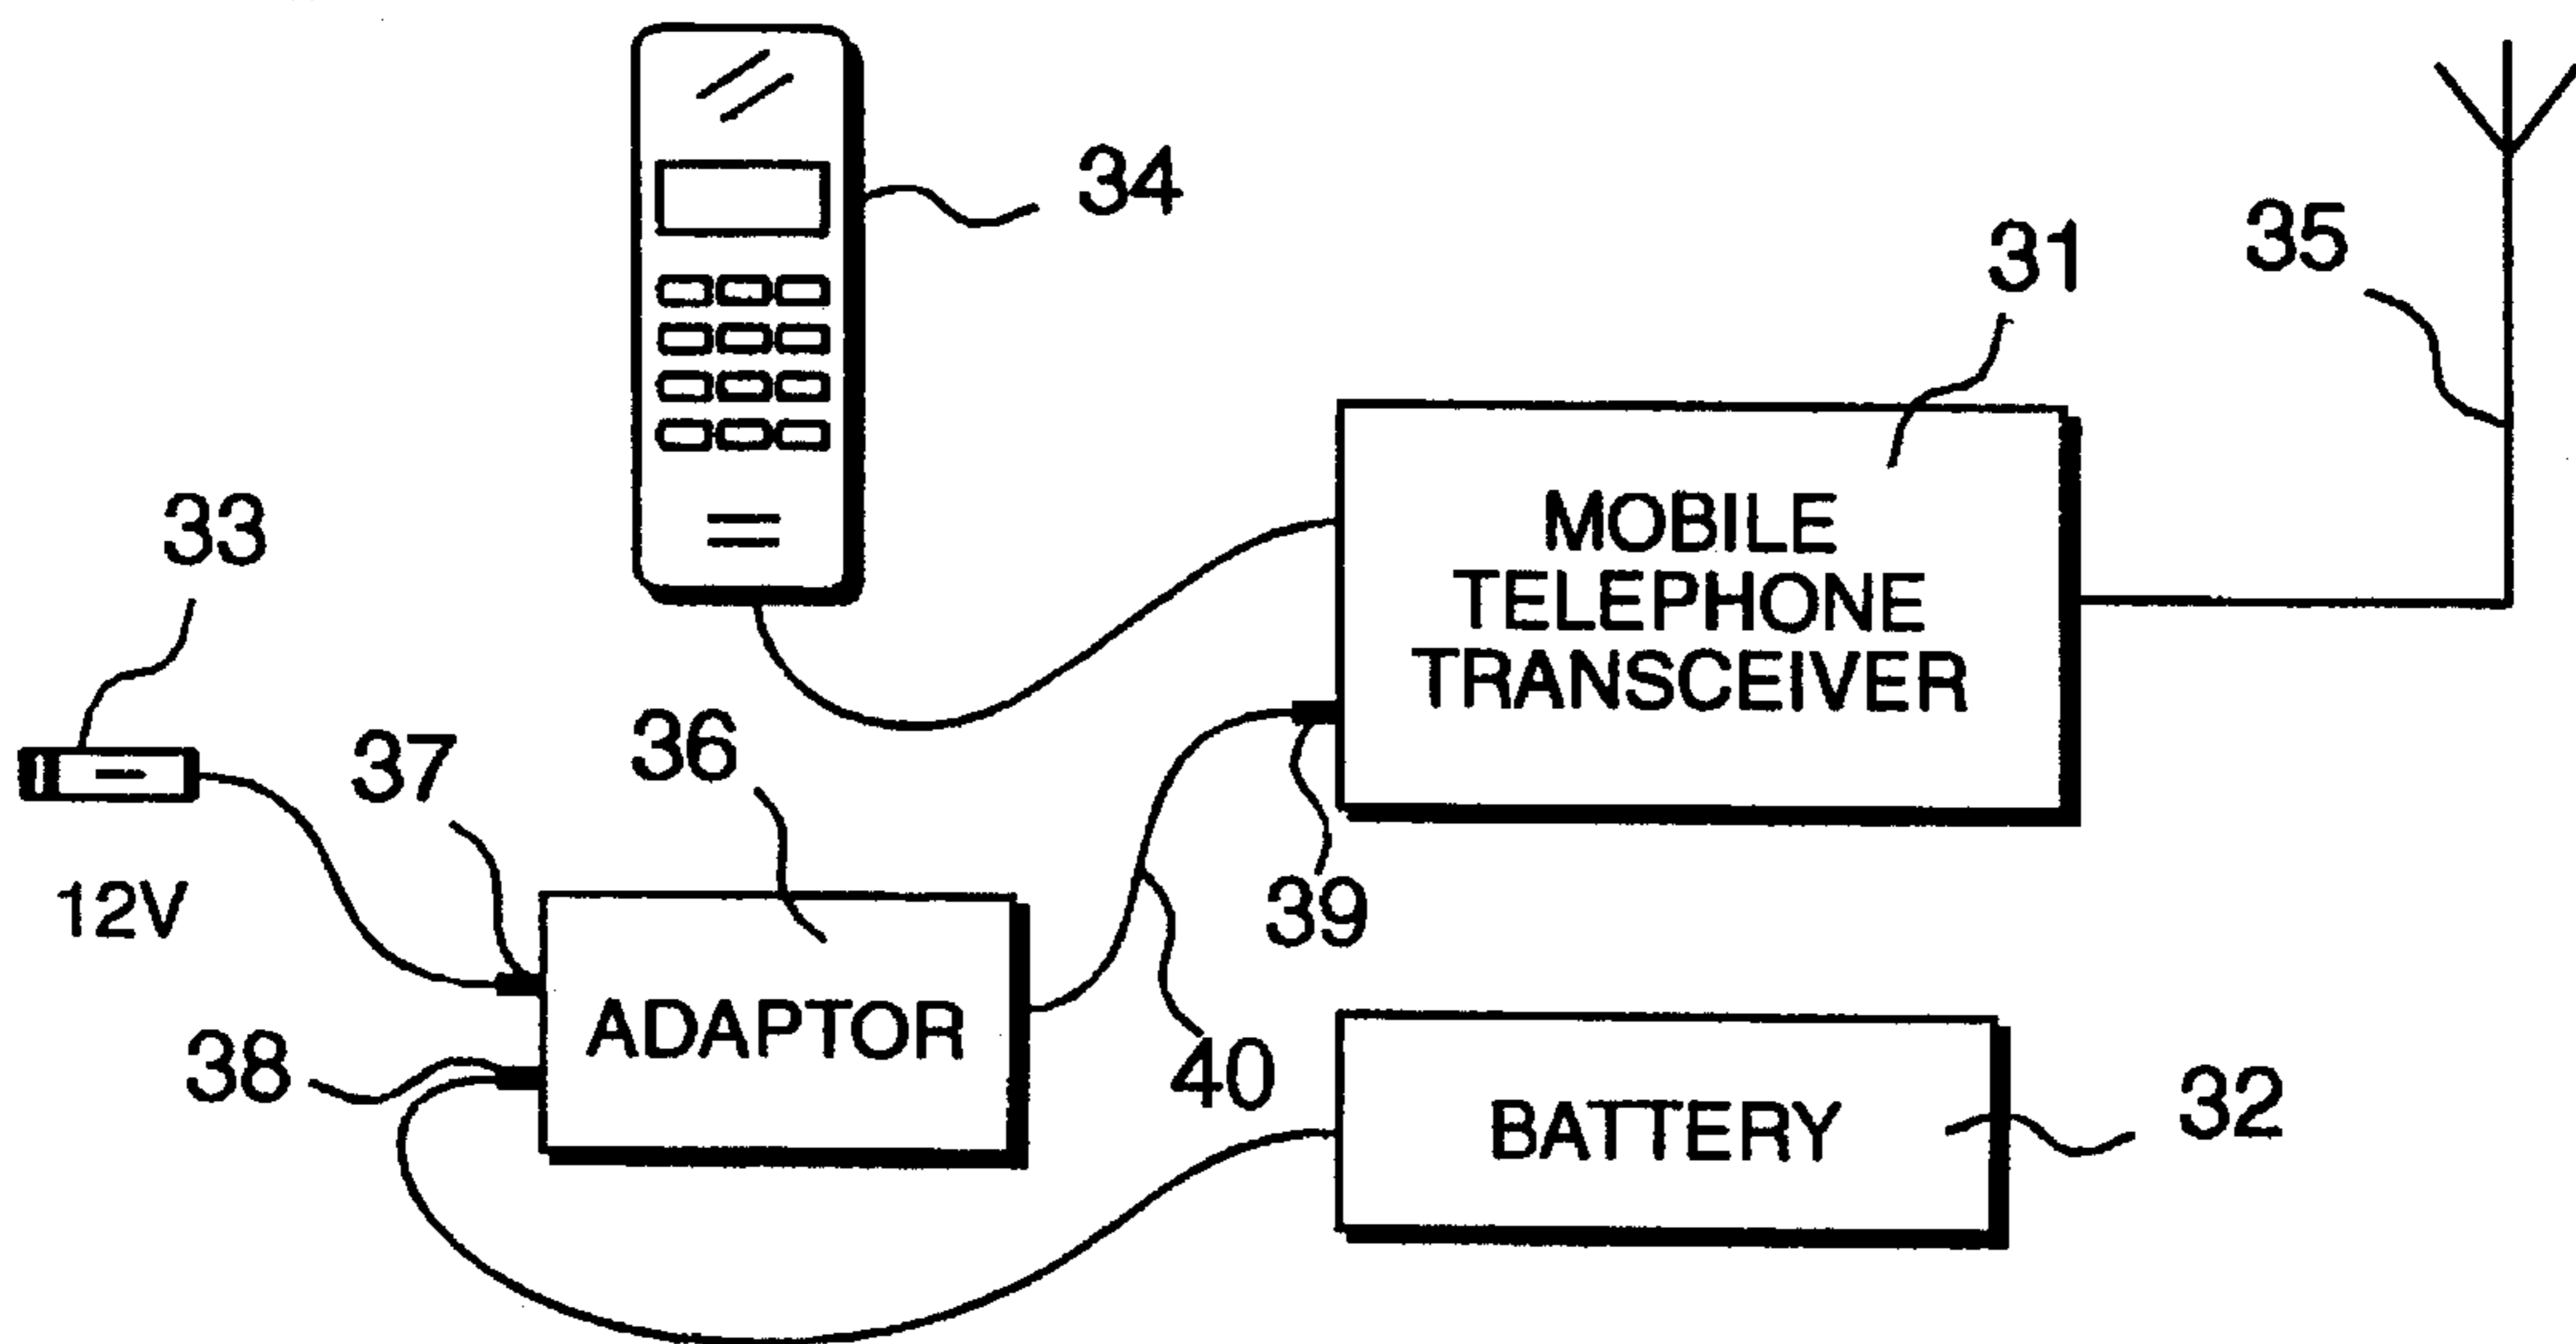 34
31
35
33
MOBILE
TELEPHONE
TRANSCEIVER
37
36
12V
39
ADAPTOR
38
40
BATTERY
32